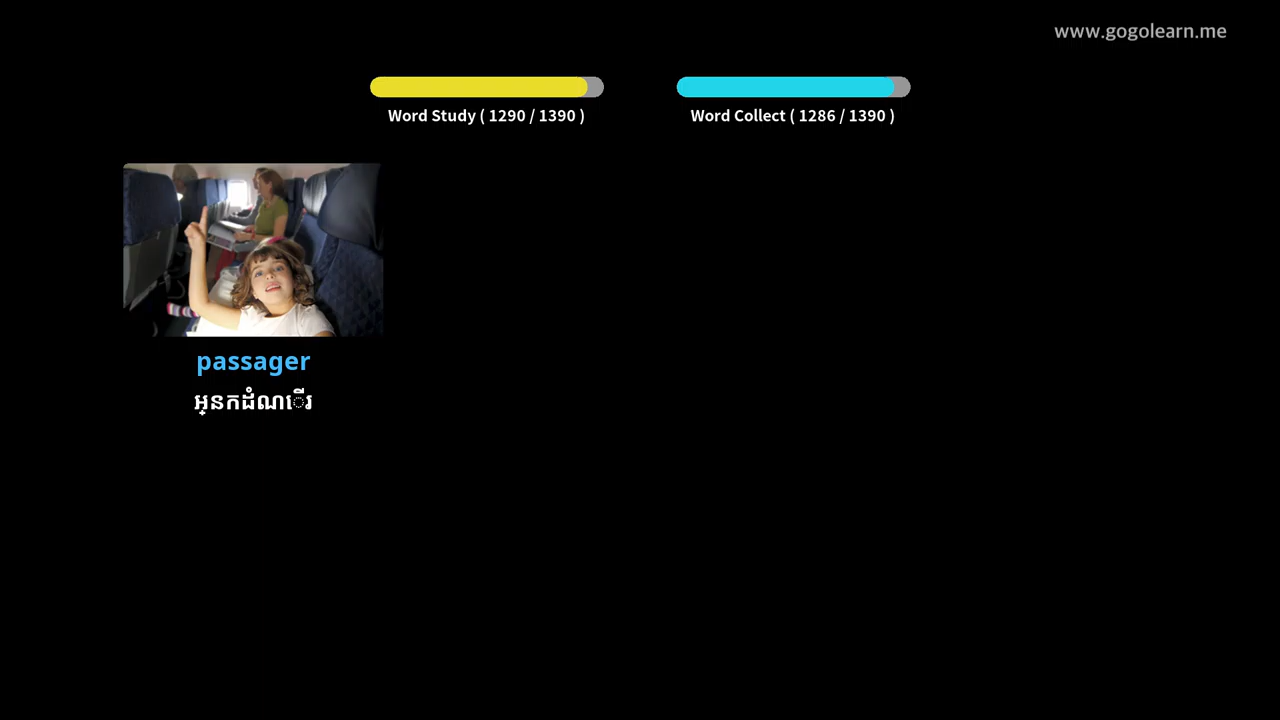 www.gogolearn.me
Word Study ( 1290 / 1390 )
Word Collect ( 1286 / 1390 )
passager
អ្នកដំណើរ